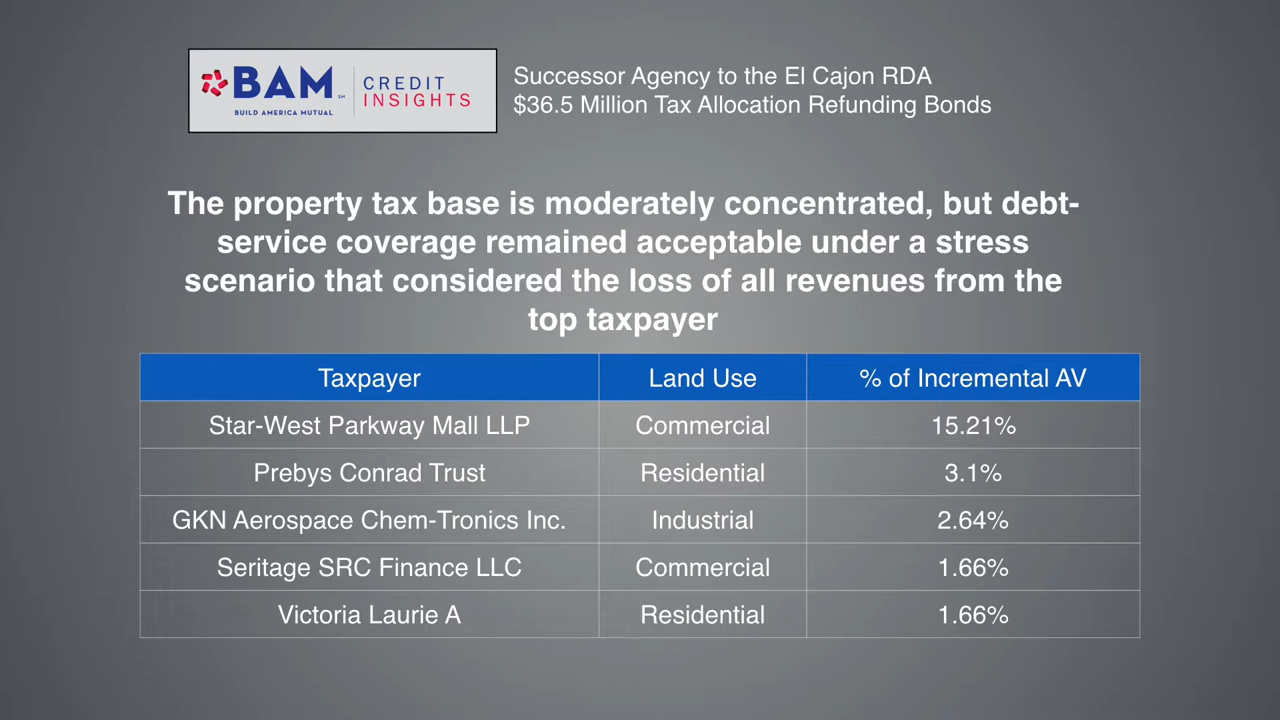 BAM SM
BUILD AMERICA MUTUAL
CREDIT
INSIGHTS
Successor Agency to the El Cajon RDA
$36.5 Million Tax Allocation Refunding Bonds
The property tax base is moderately concentrated, but debt-
service coverage remained acceptable under a stress
scenario that considered the loss of all revenues from the
top taxpayer
Taxpayer Land Use % of Incremental AV
Star-West Parkway Mall LLP Commercial 15.21%
Prebys Conrad Trust Residential 3.1%
GKN Aerospace Chem-Tronics Inc. Industrial 2.64%
Seritage SRC Finance LLC Commercial 1.66%
Victoria Laurie A Residential 1.66%